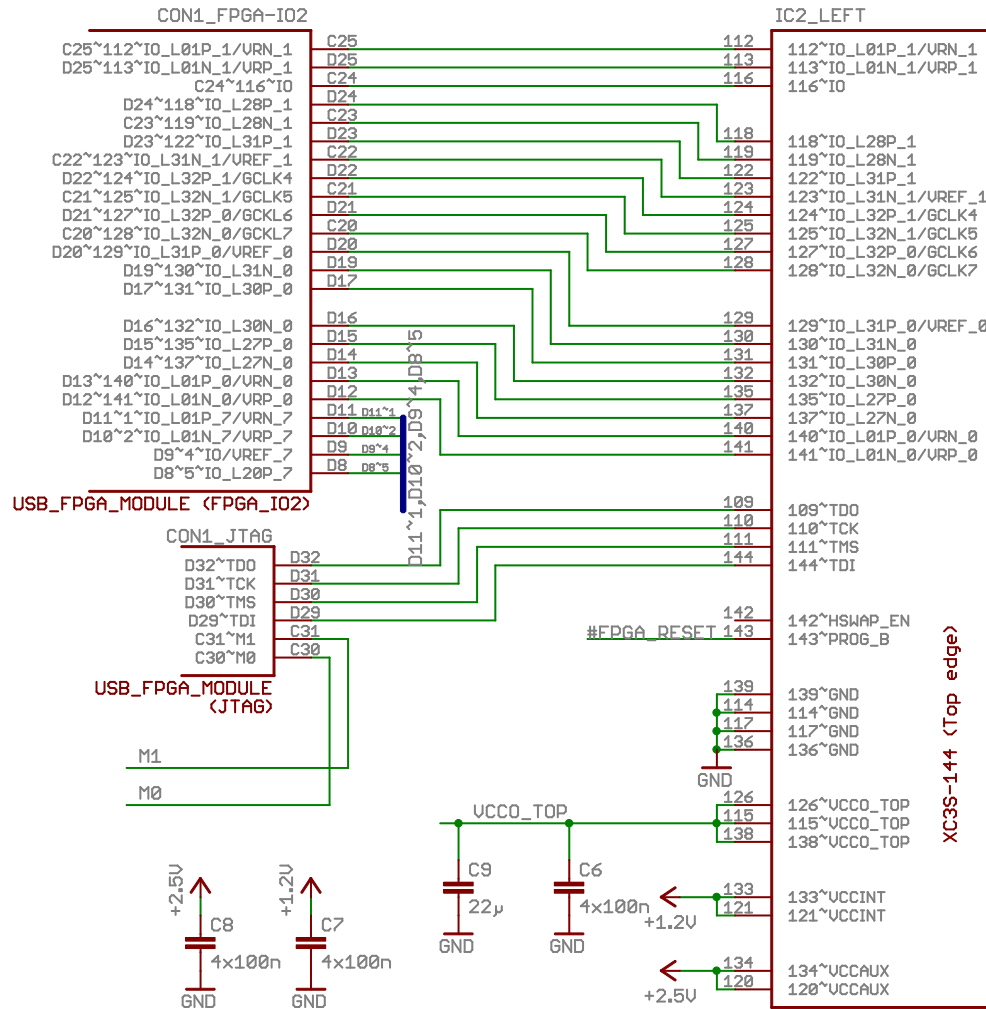 CON1_FPGA-IO2
C25~112~IO_L01P_1/VRN_1 C25
D25~113~IO_L01N_1/VRP_1 D25
C24~116~IO C24
D24~118~IO_L28P_1 D24
C23~119~IO_L28N_1 C23
D23~122~IO_L31P_1 D23
C22~123~IO_L31N_1/VREF_1 C22
D22~124~IO_L32P_1/GCLK4 D22
C21~125~IO_L32N_1/GCLK5 C21
D21~127~IO_L32P_0/GCKL6 D21
C20~128~IO_L32N_0/GCKL7 C20
D20~129~IO_L31P_0/VREF_0 D20
D19~130~IO_L31N_0 D19
D17~131~IO_L30P_0 D17
D16~132~IO_L30N_0 D16
D15~135~IO_L27P_0 D15
D14~137~IO_L27N_0 D14
D13~140~IO_L01P_0/VRN_0 D13
D12~141~IO_L01N_0/VRP_0 D12
D11~1~IO_L01P_7/VRN_7 D11 D11~1
D10~2~IO_L01N_7/VRP_7 D10 D10~2
D9~4~IO/VREF_7 D9 D9~4
D8~5~IO_L20P_7 D8 D8~5
USB_FPGA_MODULE (FPGA_IO2)
D11~1,D10~2,D9~4,D8~5
CON1_JTAG
D32~TDO D32
D31~TCK D31
D30~TMS D30
D29~TDI D29
C31~M1 C31
C30~M0 C30
USB_FPGA_MODULE
(JTAG)
M1
M0
IC2_LEFT
112 112~IO_L01P_1/VRN_1
113 113~IO_L01N_1/VRP_1
116 116~IO
118 118~IO_L28P_1
119 119~IO_L28N_1
122 122~IO_L31P_1
123 123~IO_L31N_1/VREF_1
124 124~IO_L32P_1/GCLK4
125 125~IO_L32N_1/GCLK5
127 127~IO_L32P_0/GCLK6
128 128~IO_L32N_0/GCLK7
129 129~IO_L31P_0/VREF_0
130 130~IO_L31N_0
131 131~IO_L30P_0
132 132~IO_L30N_0
135 135~IO_L27P_0
137 137~IO_L27N_0
140 140~IO_L01P_0/VRN_0
141 141~IO_L01N_0/VRP_0
109 109~TDO
110 110~TCK
111 111~TMS
144 144~TDI
142 142~HSWAP_EN
#FPGA_RESET 143 143~PROG_B
139 139~GND
114 114~GND
117 117~GND
136 136~GND
GND
126 126~VCCO_TOP
VCCO_TOP 115 115~VCCO_TOP
138 138~VCCO_TOP
133 133~VCCINT
121 121~VCCINT
+1.2V
134 134~VCCAUX
120 120~VCCAUX
+2.5V
XC3S-144 (Top edge)
C9
22µ
GND
C6
4x100n
GND
+2.5V
C8
4x100n
GND
+1.2V
C7
4x100n
GND